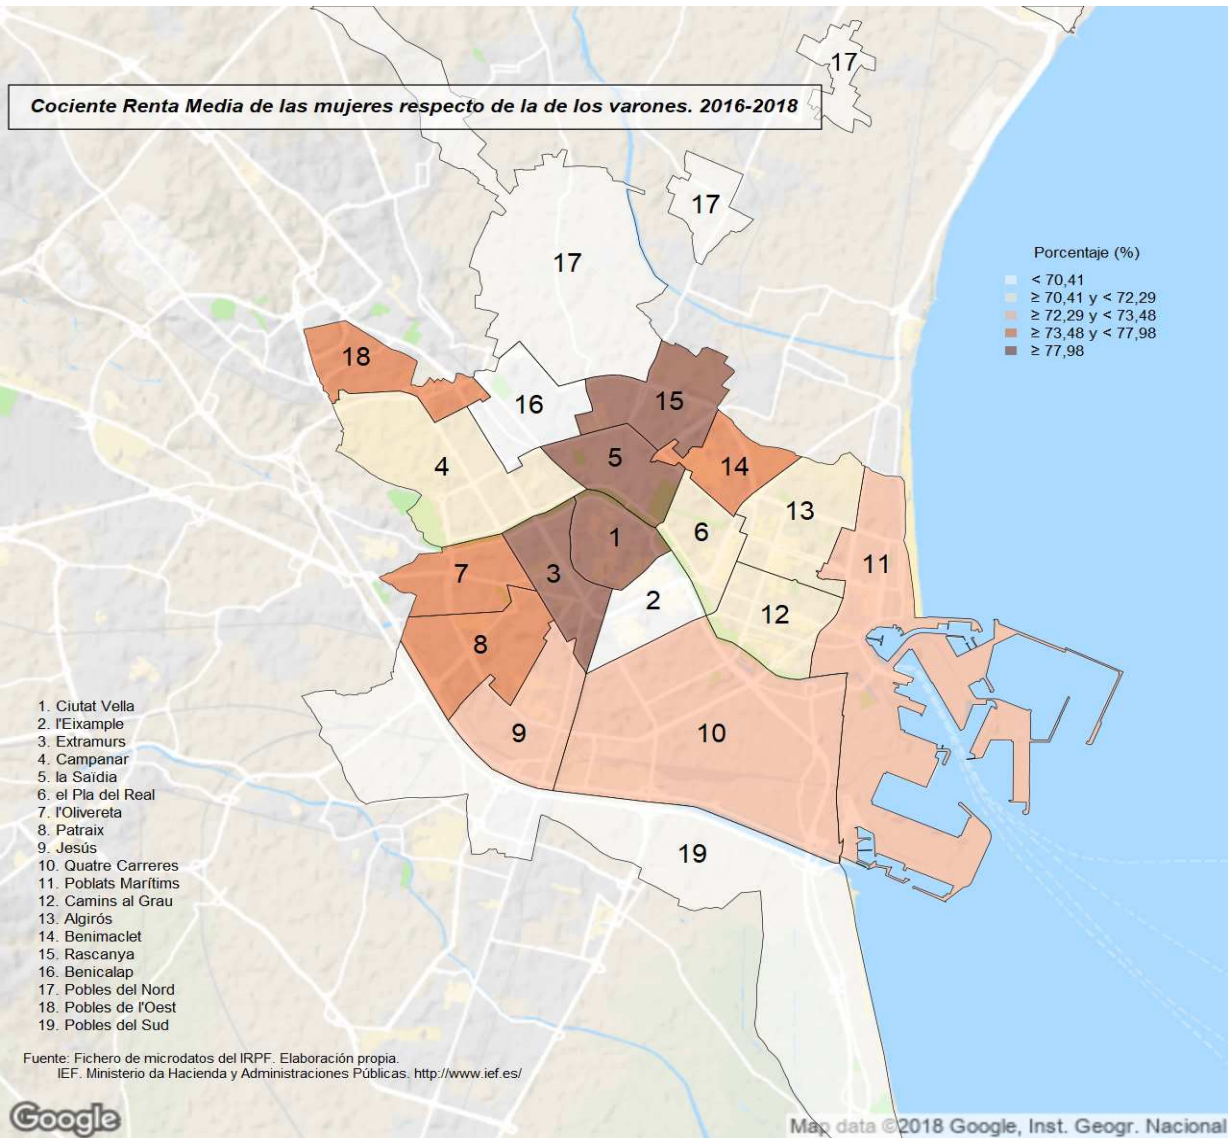 17
Cociente Renta Media de las mujeres respecto de la de los varones. 2016-2018
17
17
Porcentaje (%)
< 70,41
≥ 70,41 y < 72,29
≥ 72,29 y < 73,48
≥ 73,48 y < 77,98
≥ 77,98
18
16
15
4
5
14
13
6
1
11
7
3
2
12
8
9
10
19
1. Ciutat Vella
2. l'Eixample
3. Extramurs
4. Campanar
5. la Saïdia
6. el Pla del Real
7. l'Olivereta
8. Patraix
9. Jesús
10. Quatre Carreres
11. Poblats Marítims
12. Camins al Grau
13. Algirós
14. Benimaclet
15. Rascanya
16. Benicalap
17. Pobles del Nord
18. Pobles de l'Oest
19. Pobles del Sud
Fuente: Fichero de microdatos del IRPF. Elaboración propia.
IEF. Ministerio da Hacienda y Administraciones Públicas. http://www.ief.es/
Google
Map data ©2018 Google, Inst. Geogr. Nacional